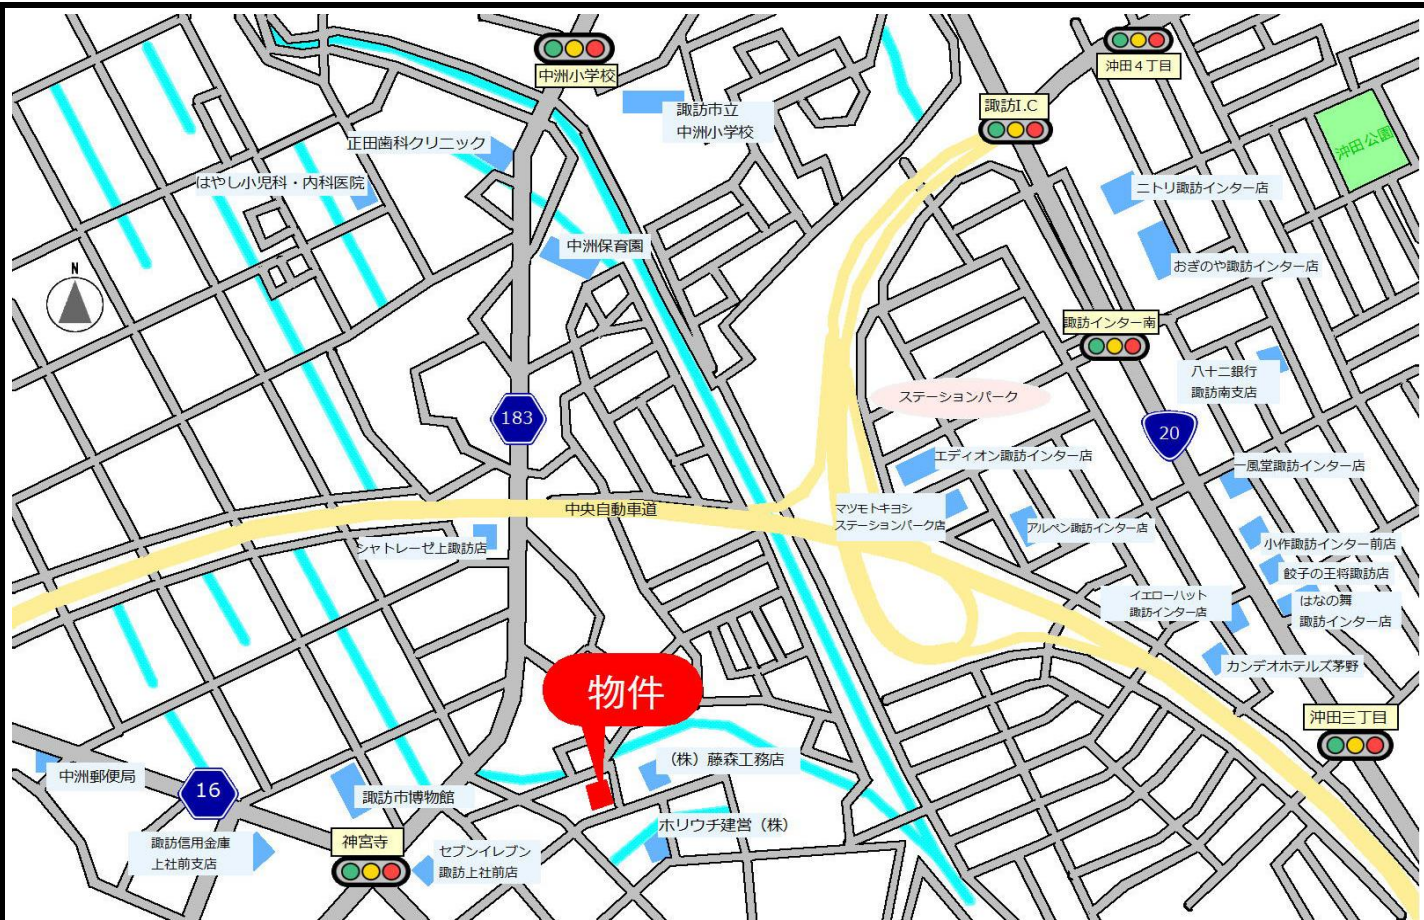 中洲小学校
沖田４丁目
諏訪I.C
諏訪市立
中洲小学校
正田歯科クリニック
沖田公園
はやし小児科・内科医院
ニトリ諏訪インター店
中洲保育園
おぎのや諏訪インター店
N
諏訪インター南
八十二銀行
諏訪南支店
ステーションパーク
183
20
エディオン諏訪インター店
一風堂諏訪インター店
中央自動車道
マツモトキヨシ
ステーションパーク店
アルペン諏訪インター店
シャトレーゼ上諏訪店
小作諏訪インター前店
餃子の王将諏訪店
イエローハット
諏訪インター店
はなの舞
諏訪インター店
カンデオホテルズ茅野
物件
沖田三丁目
(株）藤森工務店
中洲郵便局
16
諏訪市博物館
ホリウチ建営（株）
神宮寺
諏訪信用金庫
上社前支店
セブンイレブン
諏訪上社前店